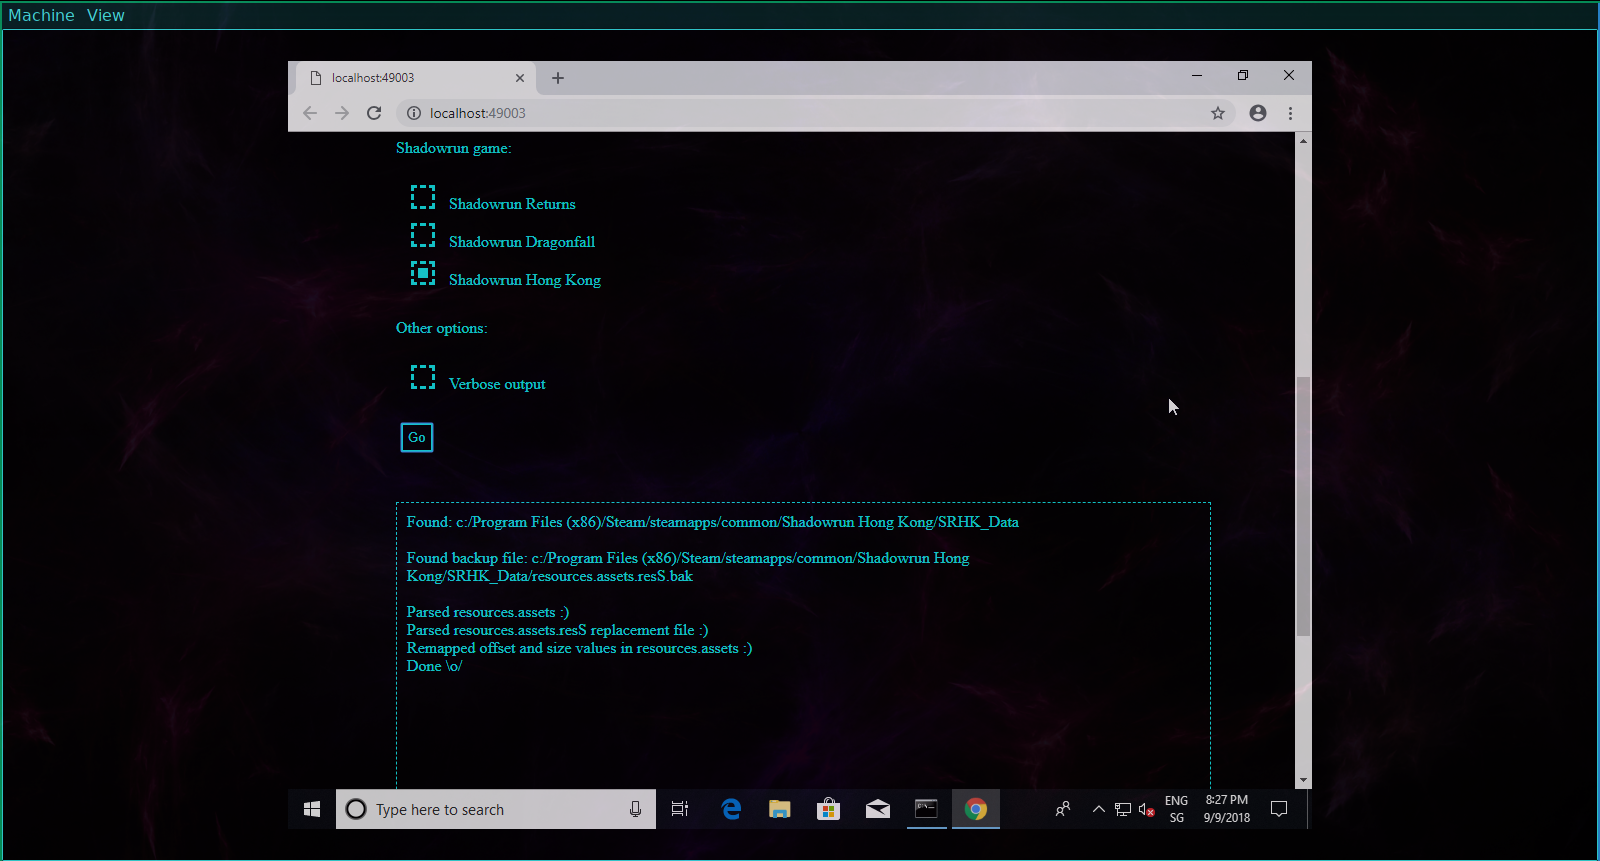 Machine View
localhost:49003
localhost:49003
Shadowrun game:
Shadowrun Returns
Shadowrun Dragonfall
Shadowrun Hong Kong
Other options:
Verbose output
Go
Found: c:/Program Files (x86)/Steam/steamapps/common/Shadowrun Hong Kong/SRHK_Data
Found backup file: c:/Program Files (x86)/Steam/steamapps/common/Shadowrun Hong
Kong/SRHK_Data/resources.assets.resS.bak
Parsed resources.assets :)
Parsed resources.assets.resS replacement file :)
Remapped offset and size values in resources.assets :)
Done \o/
Type here to search
ENG
SG
8:27 PM
9/9/2018